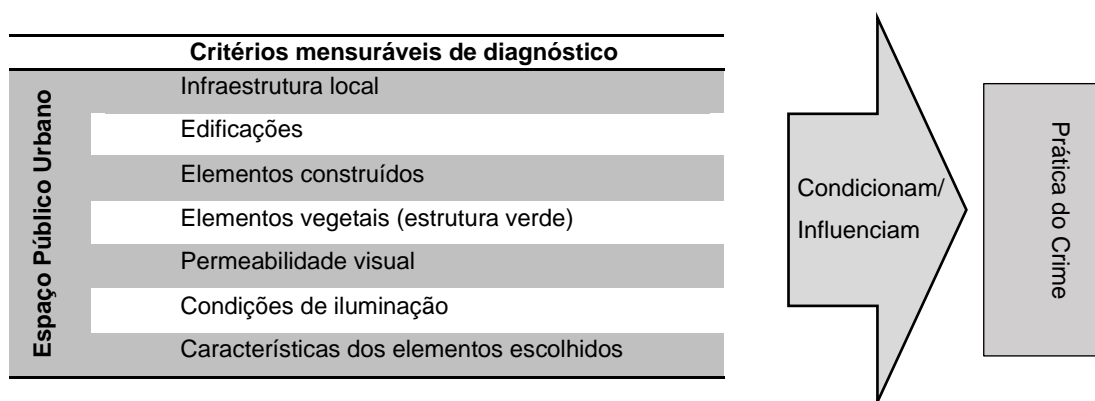 Critérios mensuráveis de diagnóstico
Espaço Público Urbano
Infraestrutura local
Edificações
Elementos construídos
Elementos vegetais (estrutura verde)
Permeabilidade visual
Condições de iluminação
Características dos elementos escolhidos
Condicionam/
Influenciam
Prática do Crime